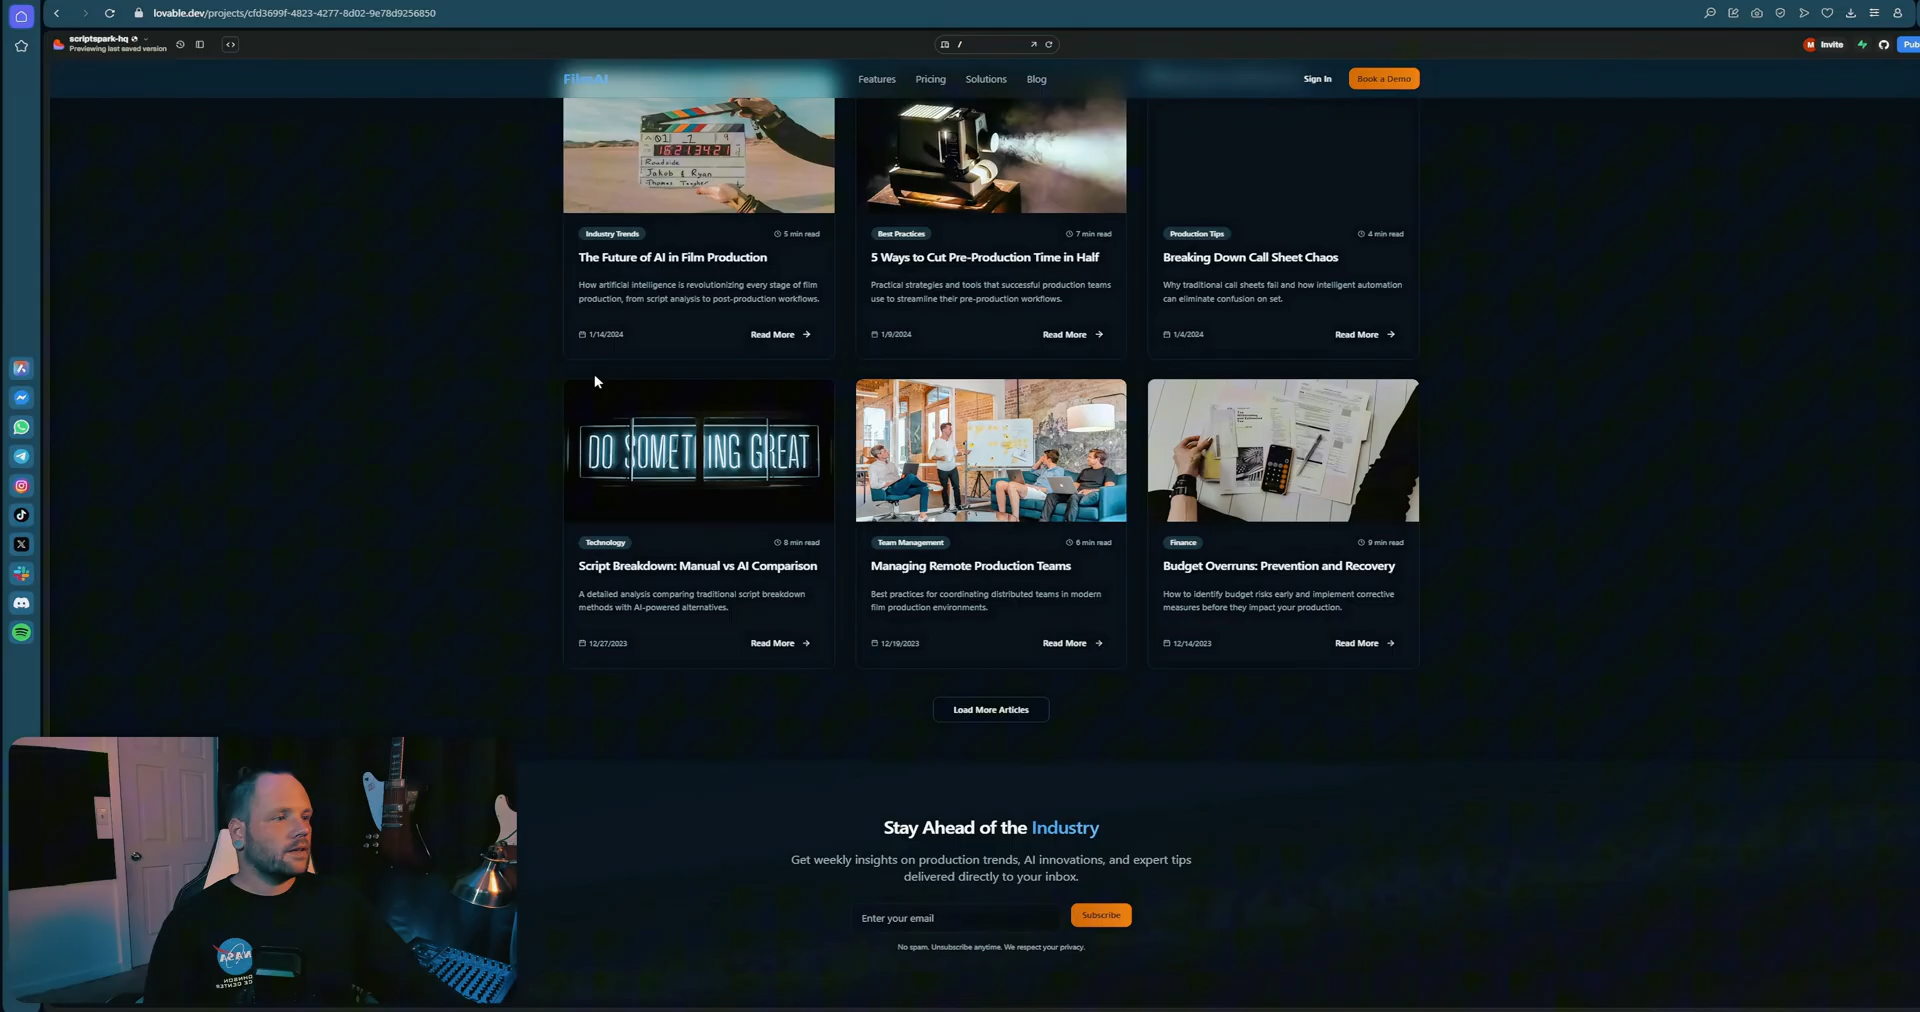 lovable.dev/projects/cfd3699f-4823-4277-8d02-9e78d9256850
scriptspark-hq
Previewing last saved version
/
M
Invite
Pub
FilmAI
Features
Pricing
Solutions
Blog
Sign In
Book a Demo
01 7 9
16213421
Roadside
Jakob & Ryan
Thomas Taugher
Industry Trends
5 min read
The Future of AI in Film Production
How artificial intelligence is revolutionizing every stage of film
production, from script analysis to post-production workflows.
1/14/2024
Read More
Best Practices
7 min read
5 Ways to Cut Pre-Production Time in Half
Practical strategies and tools that successful production teams
use to streamline their pre-production workflows.
1/9/2024
Read More
Production Tips
4 min read
Breaking Down Call Sheet Chaos
Why traditional call sheets fail and how intelligent automation
can eliminate confusion on set.
1/4/2024
Read More
DO SOMETHING GREAT
Technology
8 min read
Script Breakdown: Manual vs AI Comparison
A detailed analysis comparing traditional script breakdown
methods with AI-powered alternatives.
12/27/2023
Read More
Team Management
6 min read
Managing Remote Production Teams
Best practices for coordinating distributed teams in modern
film production environments.
12/19/2023
Read More
Finance
9 min read
Budget Overruns: Prevention and Recovery
How to identify budget risks early and implement corrective
measures before they impact your production.
12/14/2023
Read More
Load More Articles
Stay Ahead of the Industry
Get weekly insights on production trends, AI innovations, and expert tips
delivered directly to your inbox.
Enter your email
Subscribe
No spam. Unsubscribe anytime. We respect your privacy.
NASA